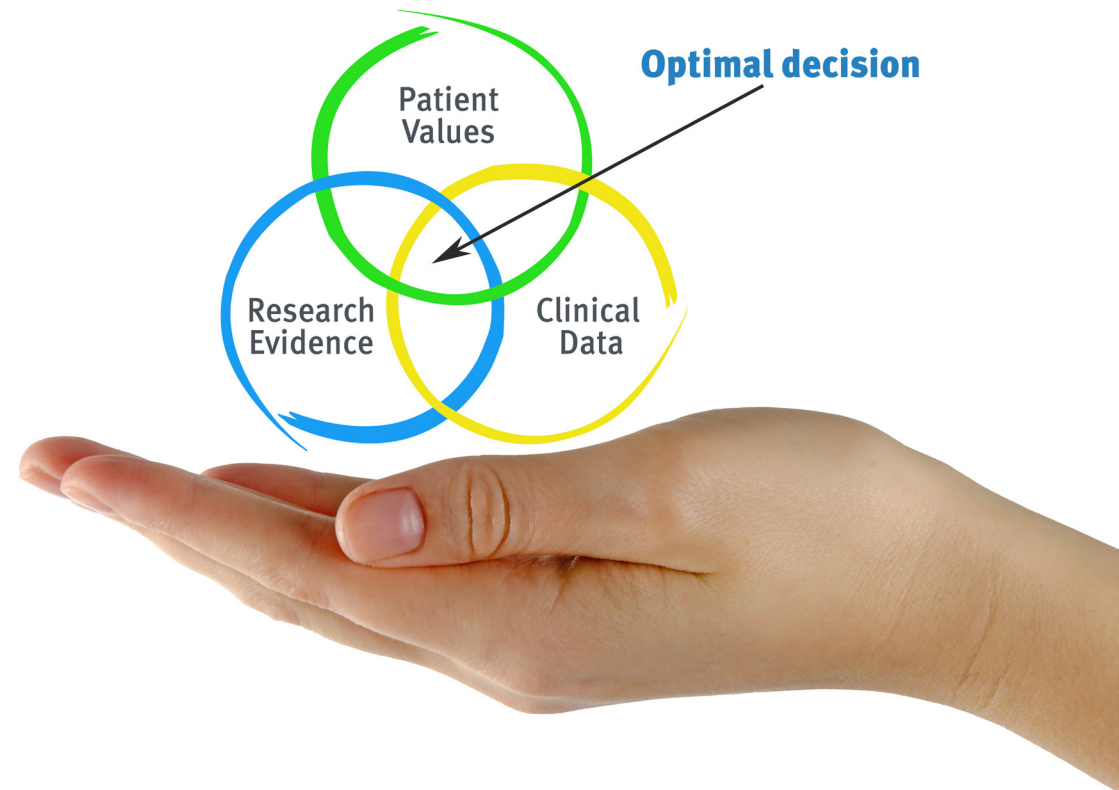 Optimal decision
Patient
Values
Research
Evidence
Clinical
Data